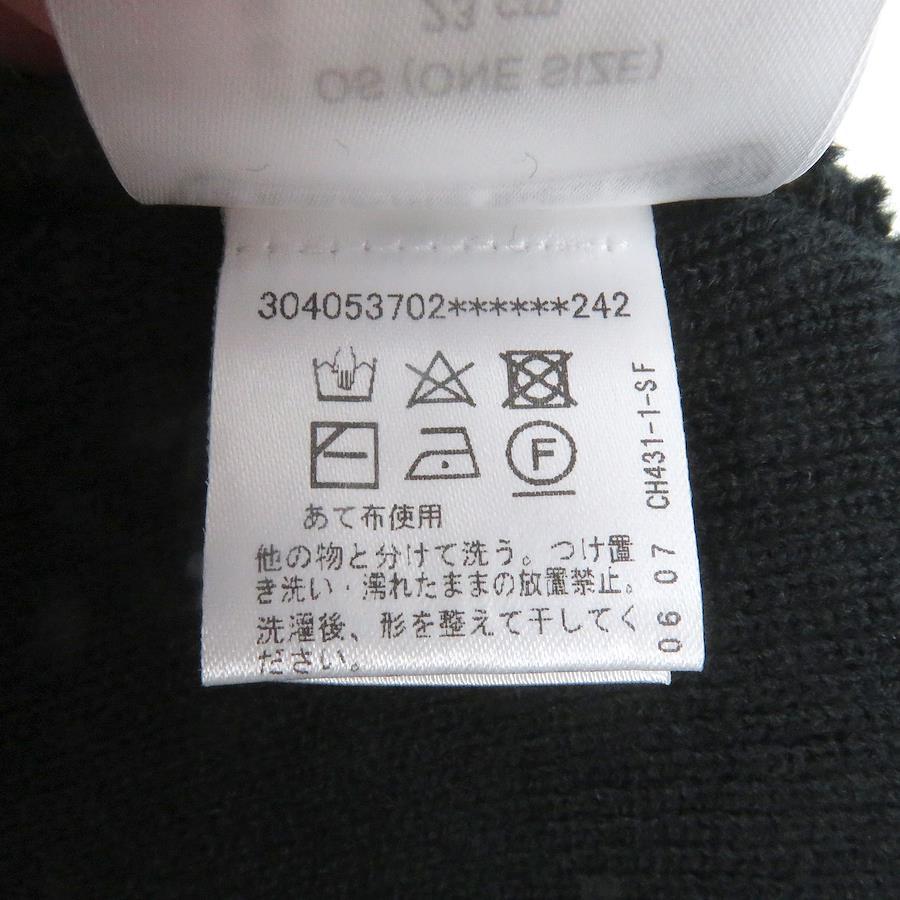 23 cm
OS (ONE SIZE)
304053702******242
F
あて布使用
他の物と分けて洗う。つけ置
き洗い・濡れたままの放置禁止。
洗濯後、形を整えて干してく
ださい。
CH431-1-SF
06 07